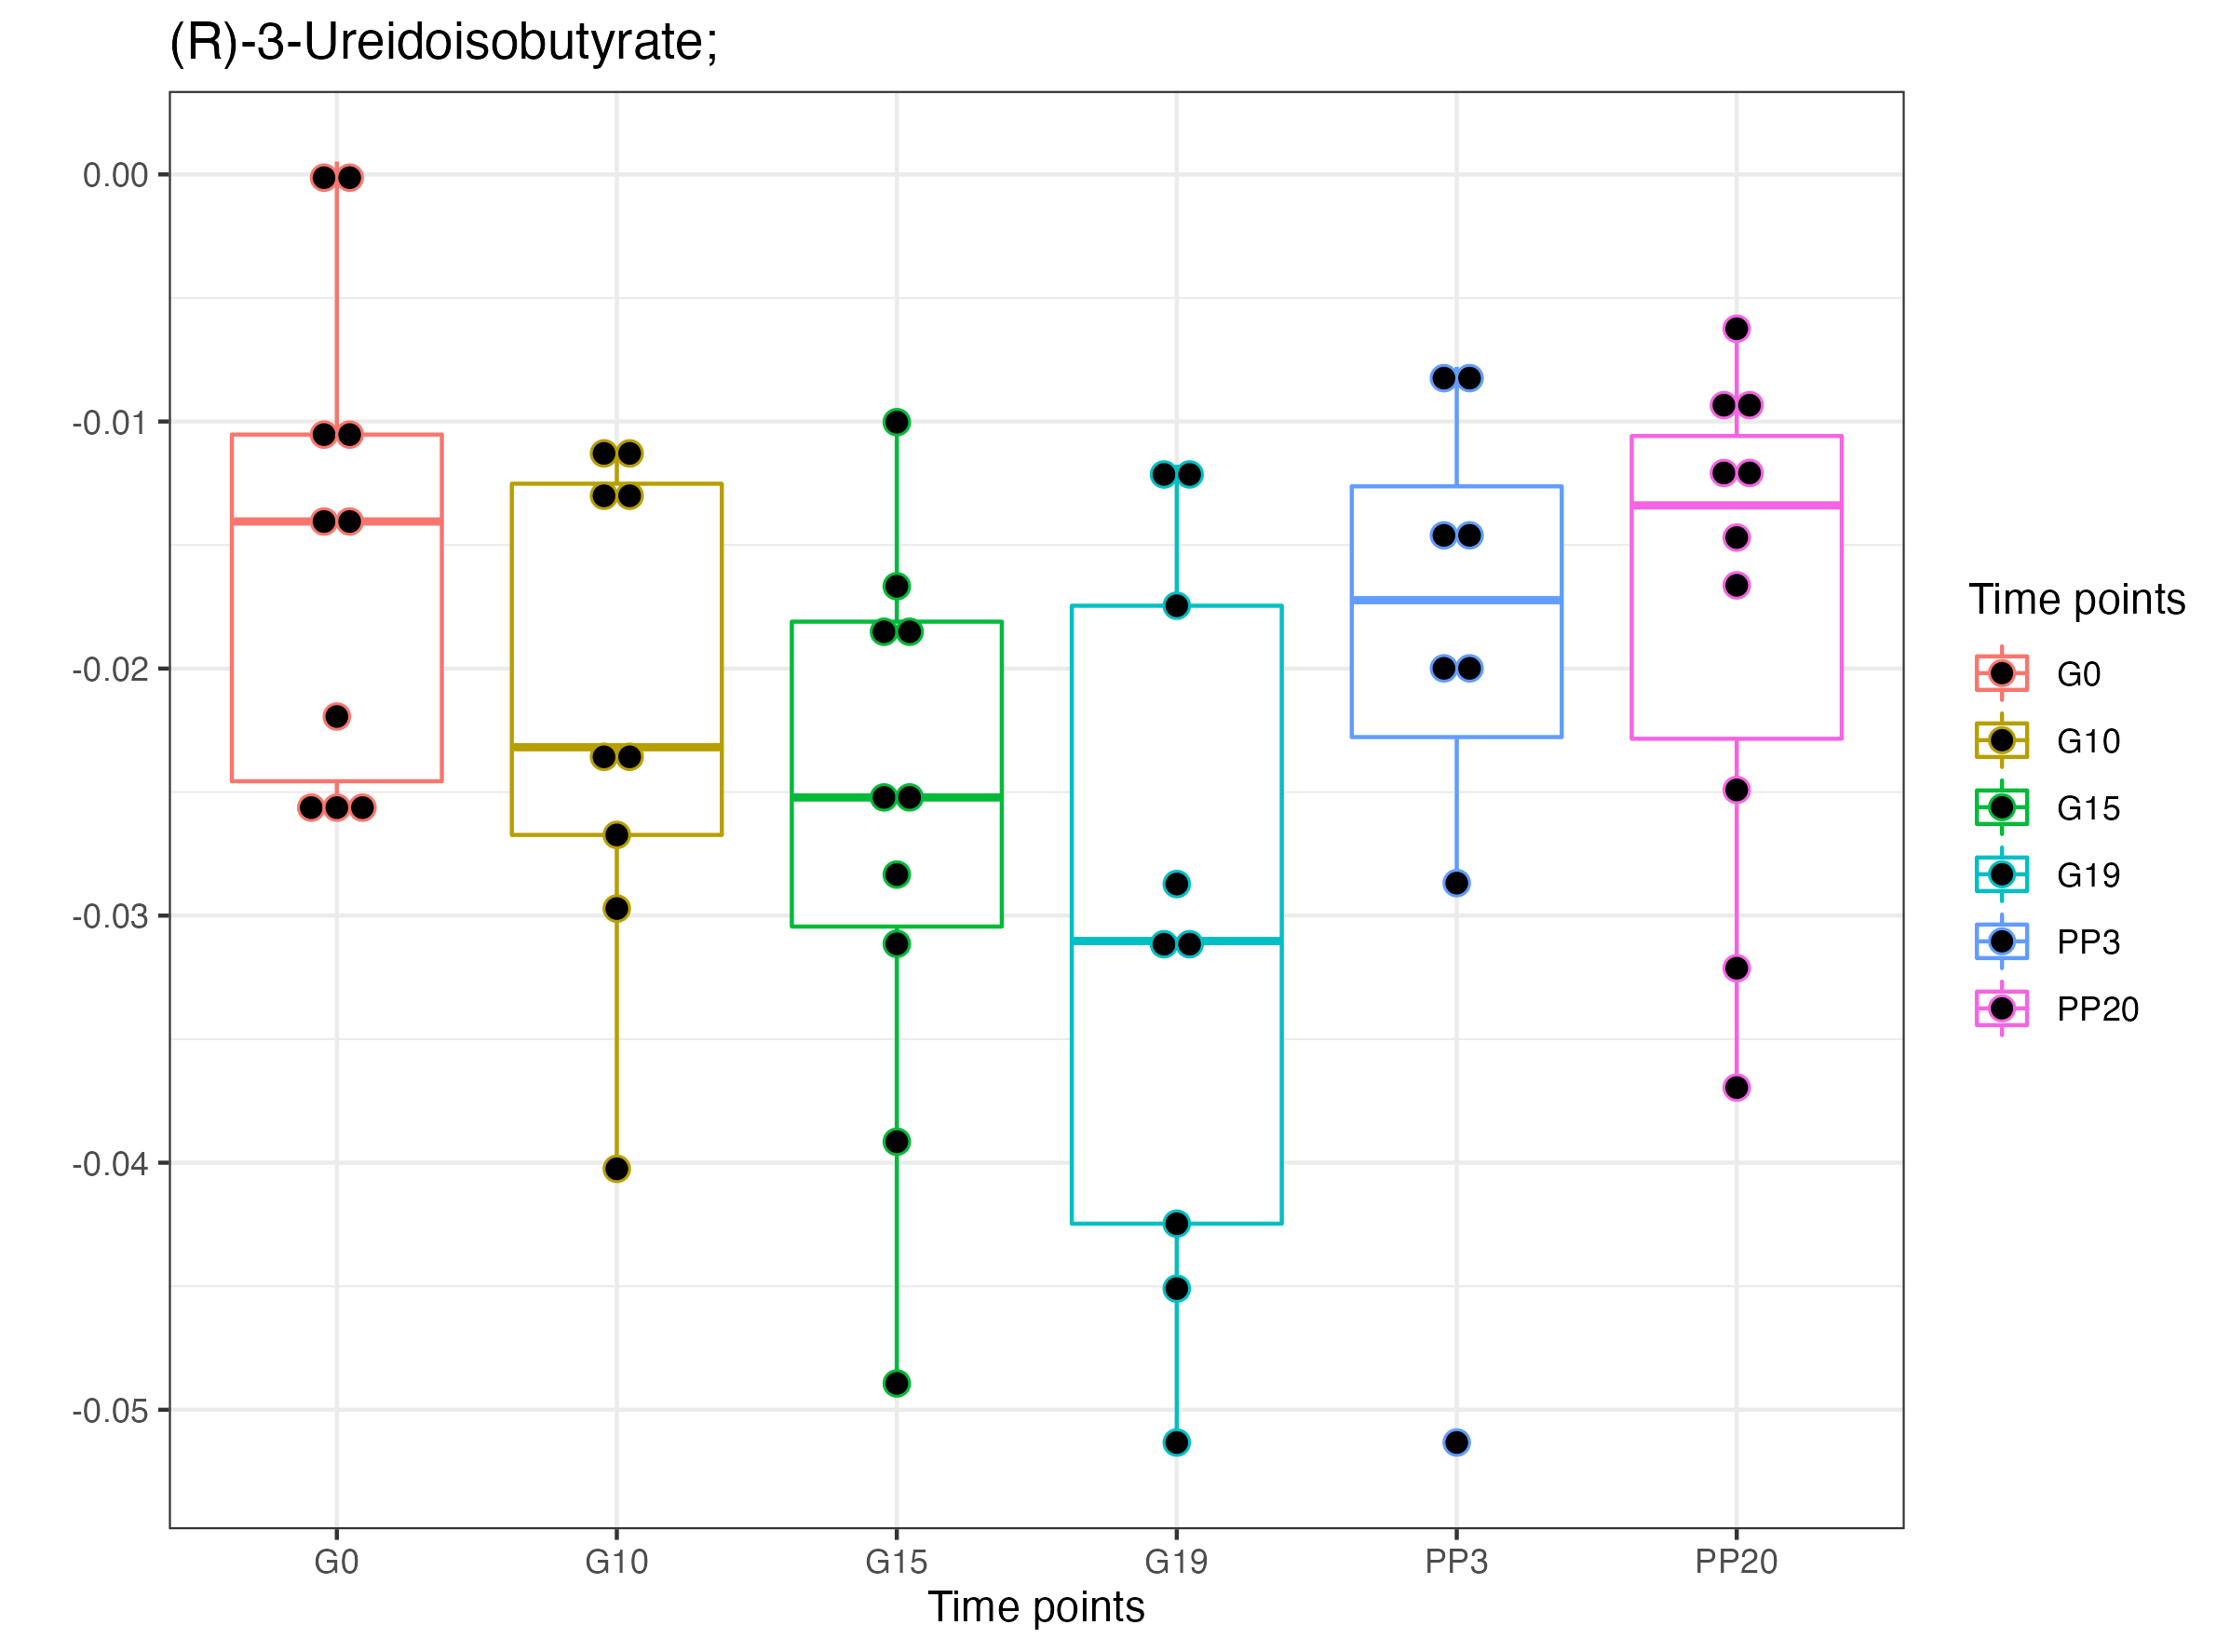 (R)-3-Ureidoisobutyrate;
0.00
-0.01
-0.02
-0.03
-0.04
-0.05
G0 G10 G15 G19 PP3 PP20
Time points
Time points
G0
G10
G15
G19
PP3
PP20